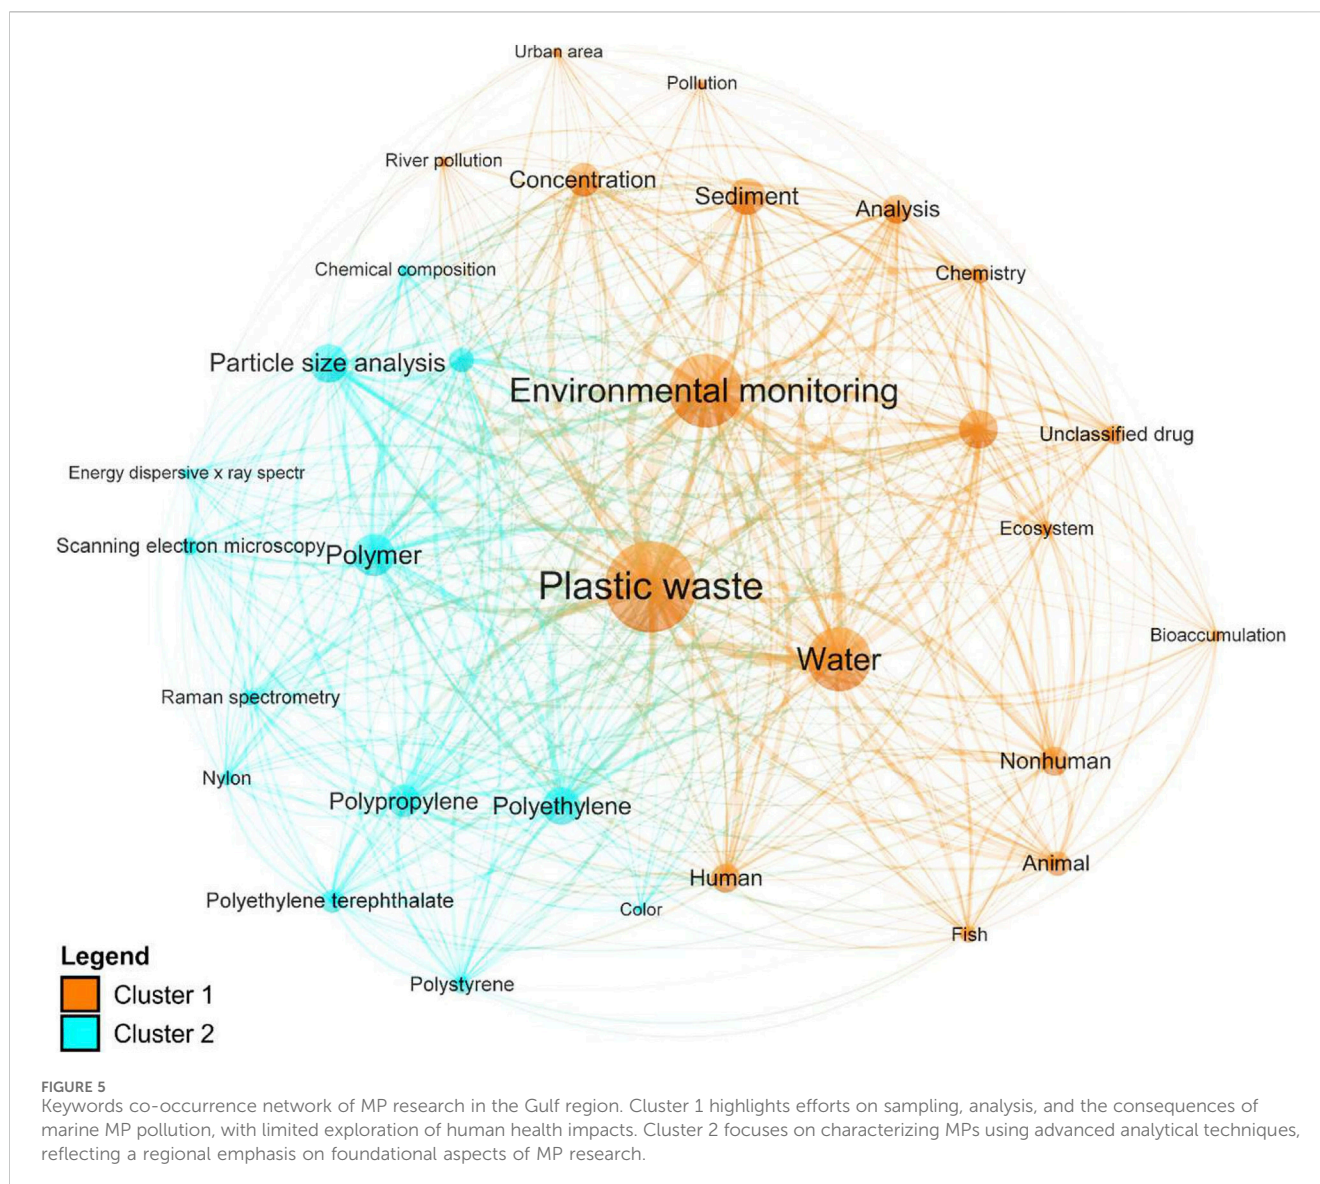 Urban area
Pollution
River pollution
Concentration
Sediment
Analysis
Chemical composition
Chemistry
Particle size analysis
Environmental monitoring
Unclassified drug
Energy dispersive x ray spectr
Ecosystem
Scanning electron microscopy
Polymer
Plastic waste
Bioaccumulation
Water
Raman spectrometry
Nonhuman
Nylon
Polypropylene
Polyethylene
Animal
Human
Polyethylene terephthalate
Color
Fish
Polystyrene
Legend
Cluster 1
Cluster 2
FIGURE 5
Keywords co-occurrence network of MP research in the Gulf region. Cluster 1 highlights efforts on sampling, analysis, and the consequences of
marine MP pollution, with limited exploration of human health impacts. Cluster 2 focuses on characterizing MPs using advanced analytical techniques,
reflecting a regional emphasis on foundational aspects of MP research.